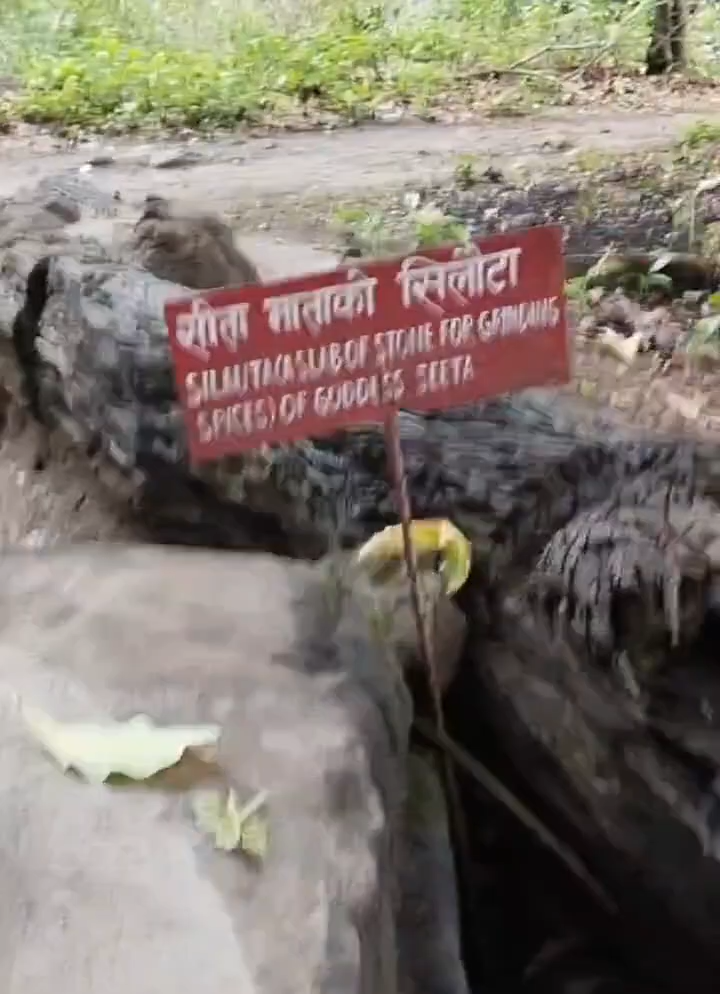 सीता माताको सिलौटा
SILAUTA(A SLAB OF STONE FOR GRINDING
SPICES) OF GODDESS SEETA